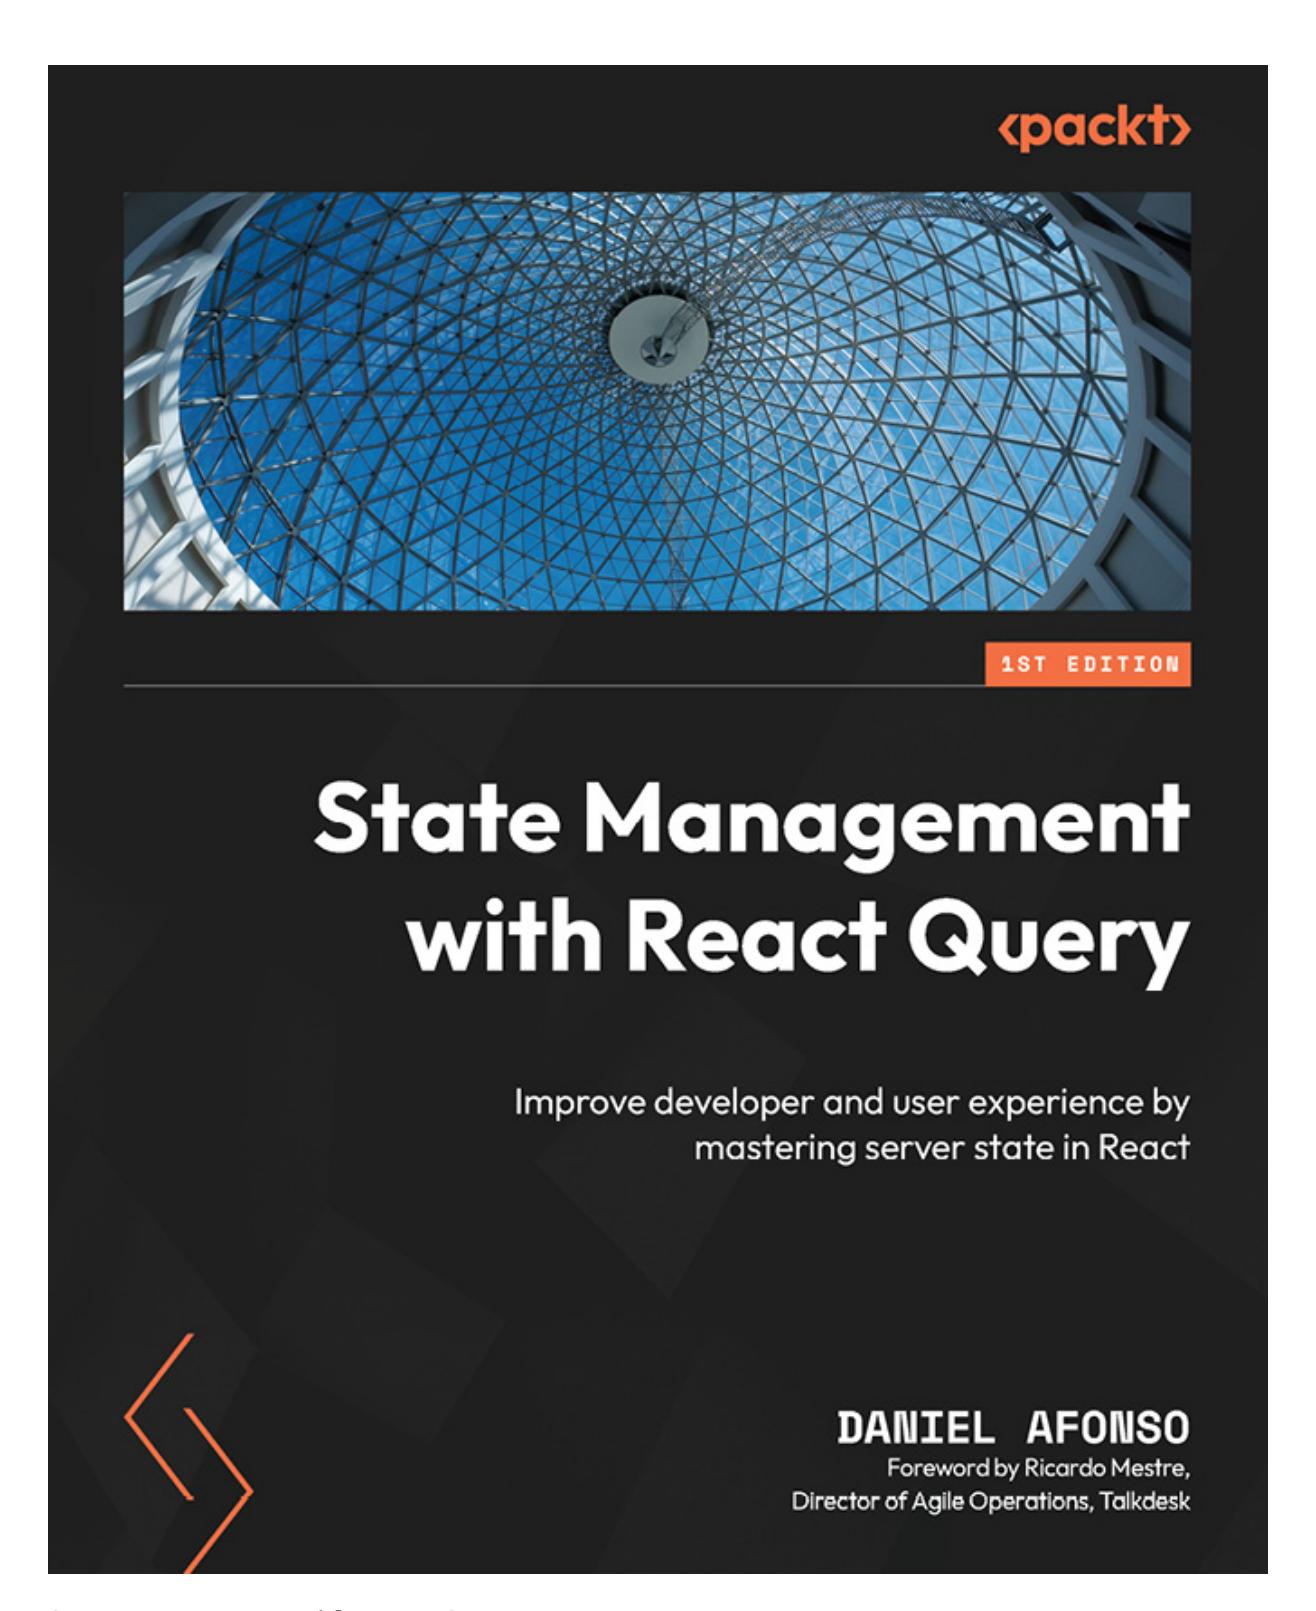 <packt>
1ST EDITION
State Management
with React Query
Improve developer and user experience by
mastering server state in React
DANIEL AFONSO
Foreword by Ricardo Mestre,
Director of Agile Operations, Talkdesk